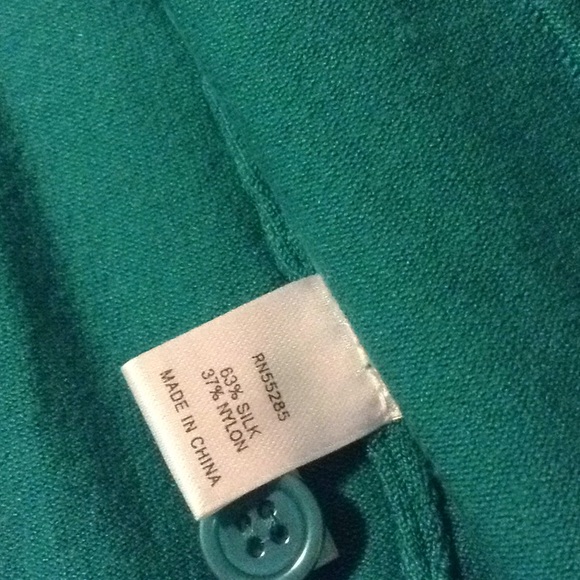 RN55285
63% SILK
37% NYLON
MADE IN CHINA